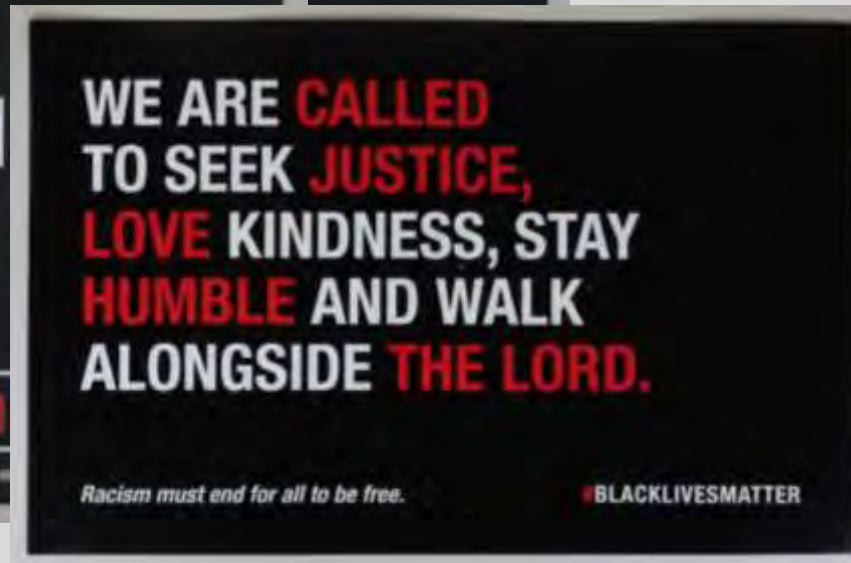 WE ARE CALLED
TO SEEK JUSTICE,
LOVE KINDNESS, STAY
HUMBLE AND WALK
ALONGSIDE THE LORD.
Racism must end for all to be free.
#BLACKLIVESMATTER